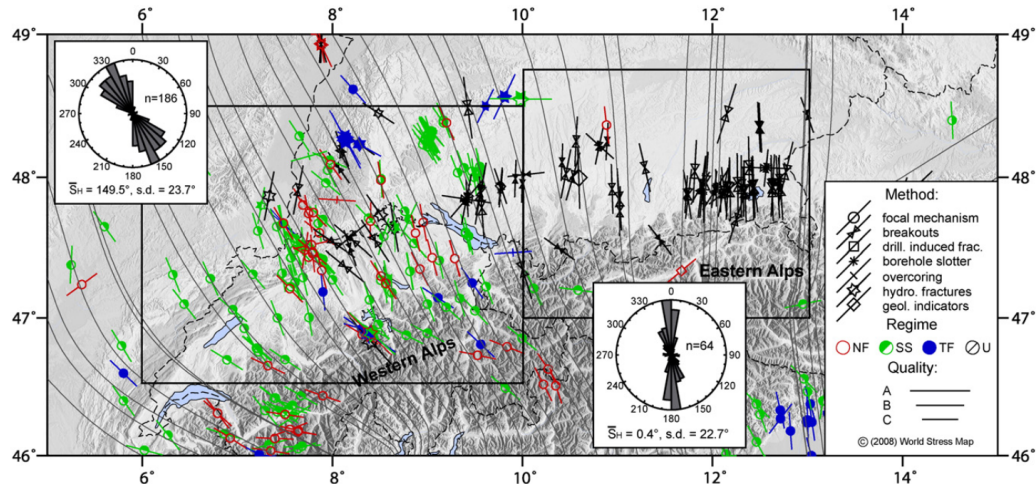 6° 8° 10° 12° 14°
49° 49°
0
330 30
300 60
270 90
240 120
210 150
180
n=186
S̅H = 149.5°, s.d. = 23.7°
48° 48°
Method:
focal mechanism
breakouts
drill. induced frac.
borehole slotter
overcoring
hydro. fractures
geol. indicators
Regime
NF SS TF U
Quality:
A
B
C
© (2008) World Stress Map
Eastern Alps
Western Alps
47° 47°
0
330 30
300 60
270 90
240 120
210 150
180
n=64
S̅H = 0.4°, s.d. = 22.7°
46° 46°
6° 8° 10° 12° 14°